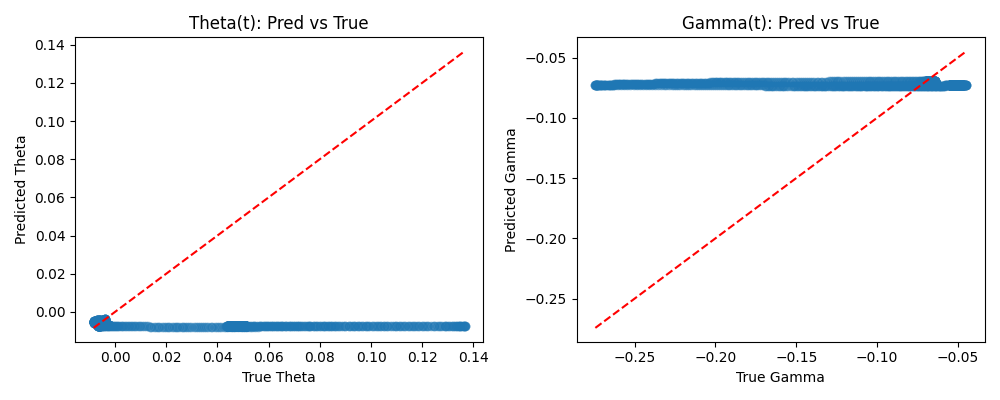 Theta(t): Pred vs True
0.14
0.12
0.10
0.08
0.06
0.04
0.02
0.00
Predicted Theta
0.00 0.02 0.04 0.06 0.08 0.10 0.12 0.14
True Theta
Gamma(t): Pred vs True
−0.05
−0.10
−0.15
−0.20
−0.25
Predicted Gamma
−0.25 −0.20 −0.15 −0.10 −0.05
True Gamma